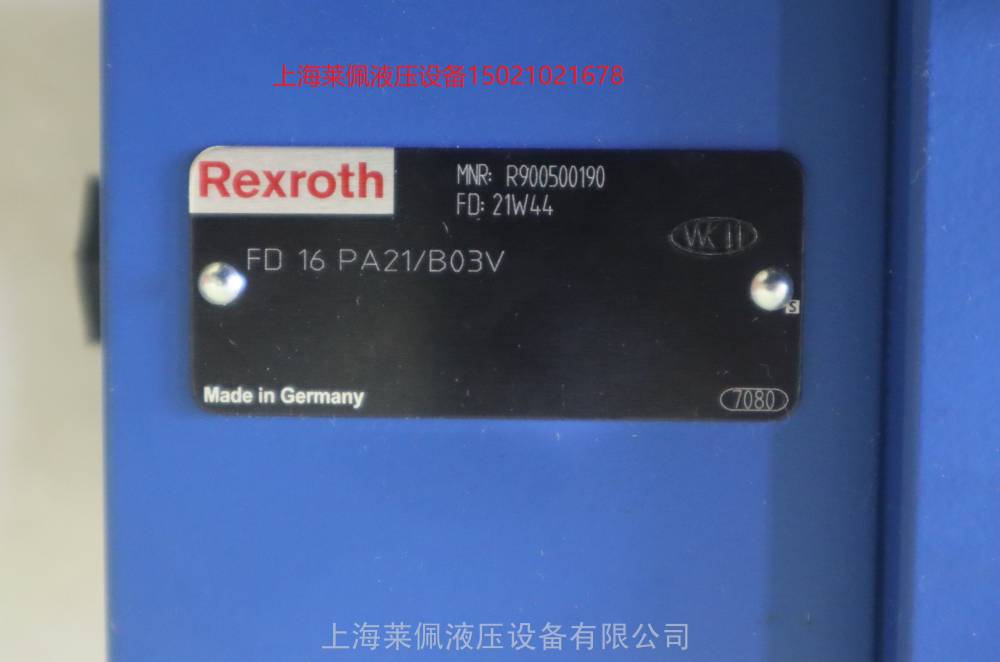 上海莱佩液压设备15021021678
Rexroth
MNR: R900500190
FD: 21W44
WK II
FD 16 PA21/B03V
S
Made in Germany
7080
上海莱佩液压设备有限公司